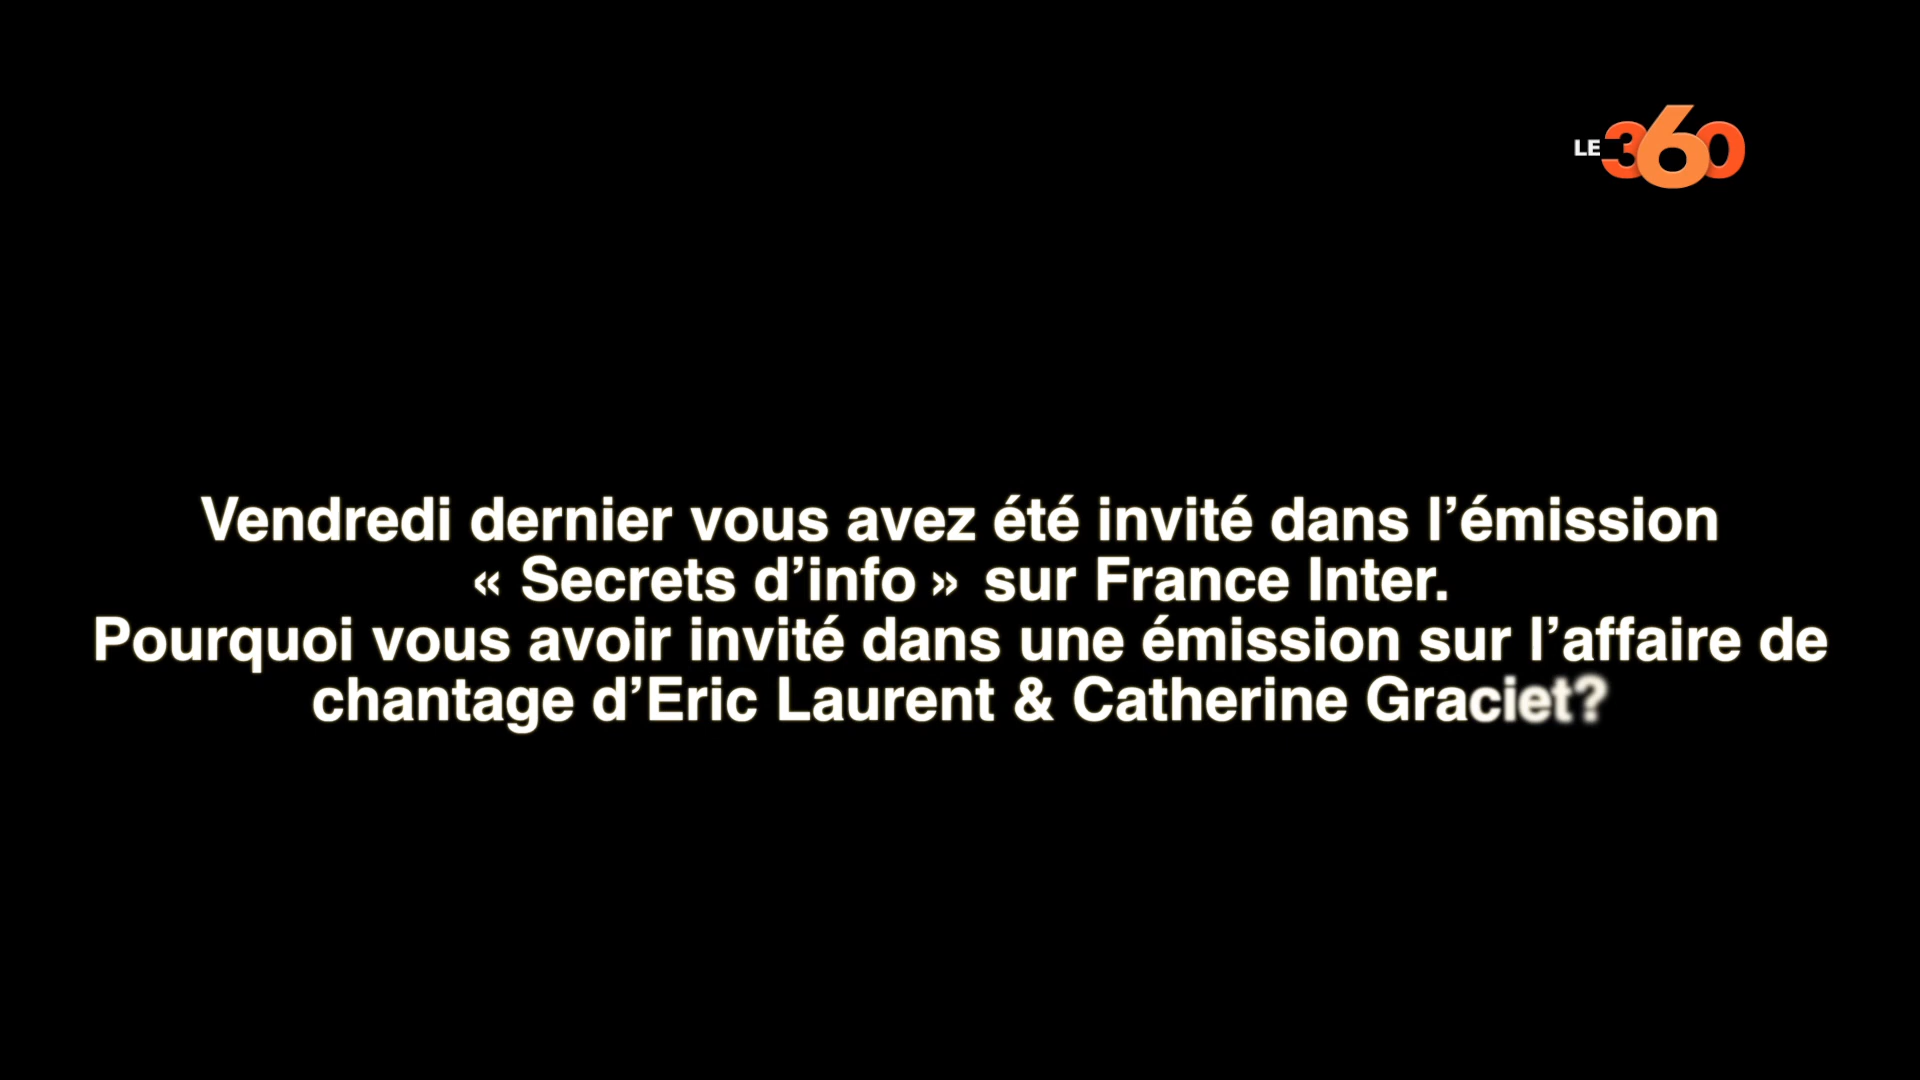 LE 360
Vendredi dernier vous avez été invité dans l’émission
« Secrets d’info » sur France Inter.
Pourquoi vous avoir invité dans une émission sur l’affaire de
chantage d’Eric Laurent & Catherine Graciet?